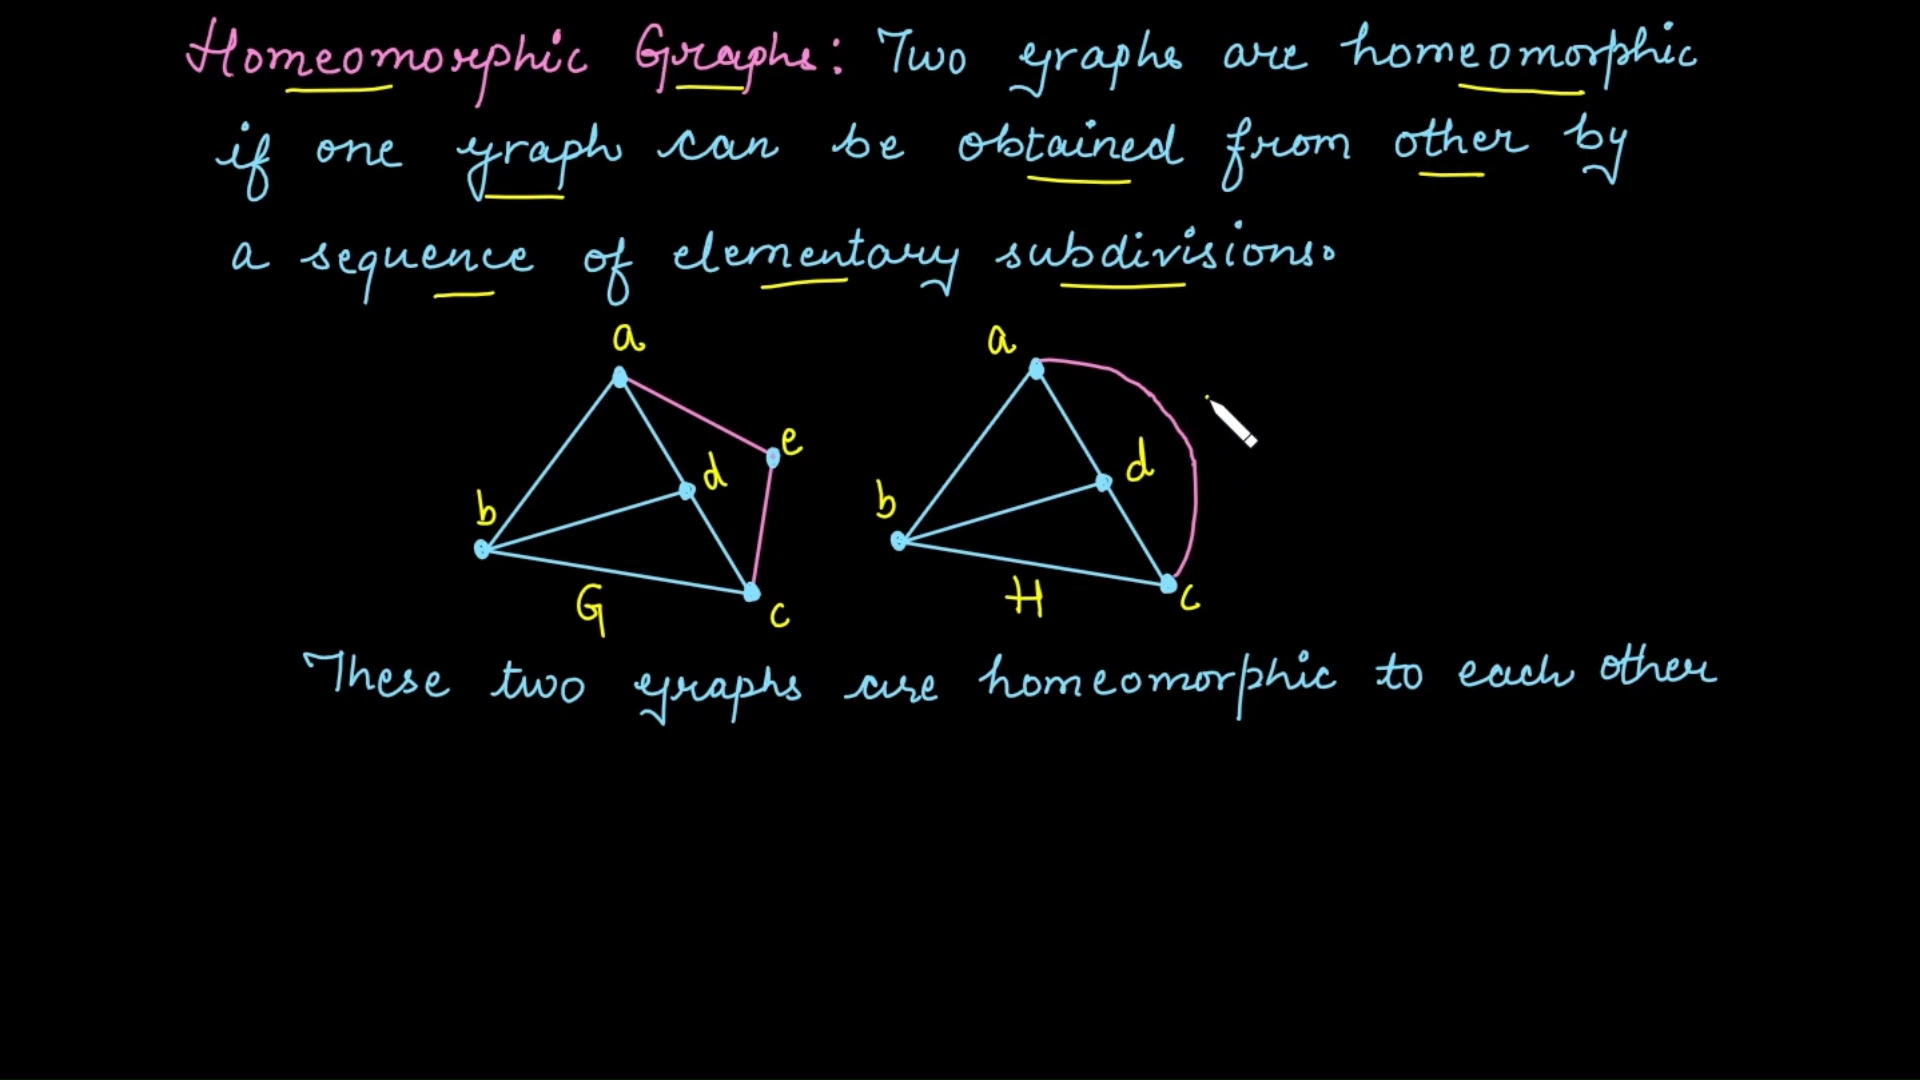 Homeomorphic Graphs: Two graphs are homeomorphic
if one graph can be obtained from other by
a sequence of elementary subdivisions.
a
a
e
d
d
b
b
G
c
H
c
These two graphs are homeomorphic to each other